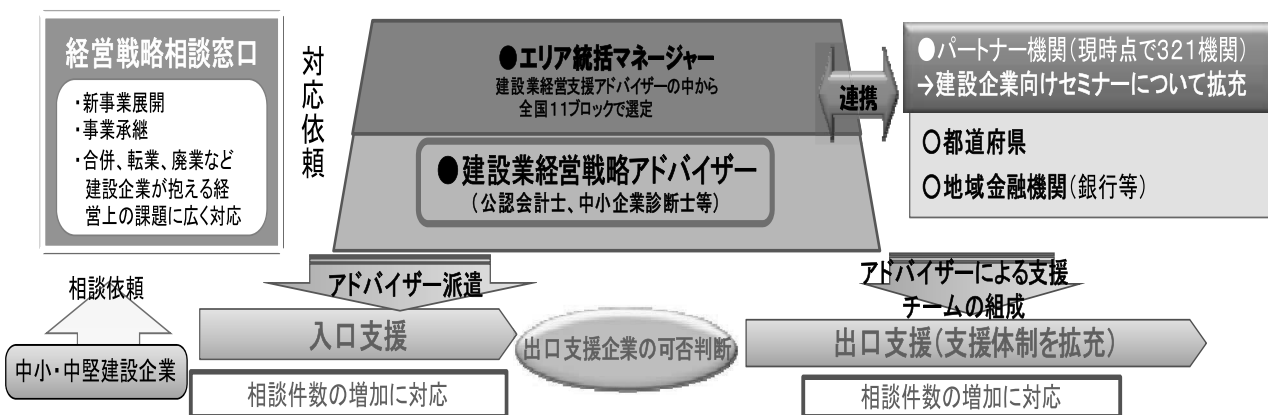 経営戦略相談窓口
・新事業展開
・事業承継
・合併、転業、廃業など
建設企業が抱える経
営上の課題に広く対応
対応依頼
●エリア統括マネージャー
建設業経営支援アドバイザーの中から
全国11ブロックで選定
●建設業経営戦略アドバイザー
(公認会計士、中小企業診断士等)
連携
●パートナー機関(現時点で321機関)
→建設企業向けセミナーについて拡充
○都道府県
○地域金融機関(銀行等)
相談依頼
中小・中堅建設企業
アドバイザー派遣
入口支援
相談件数の増加に対応
出口支援企業の可否判断
アドバイザーによる支援
チームの組成
出口支援(支援体制を拡充)
相談件数の増加に対応